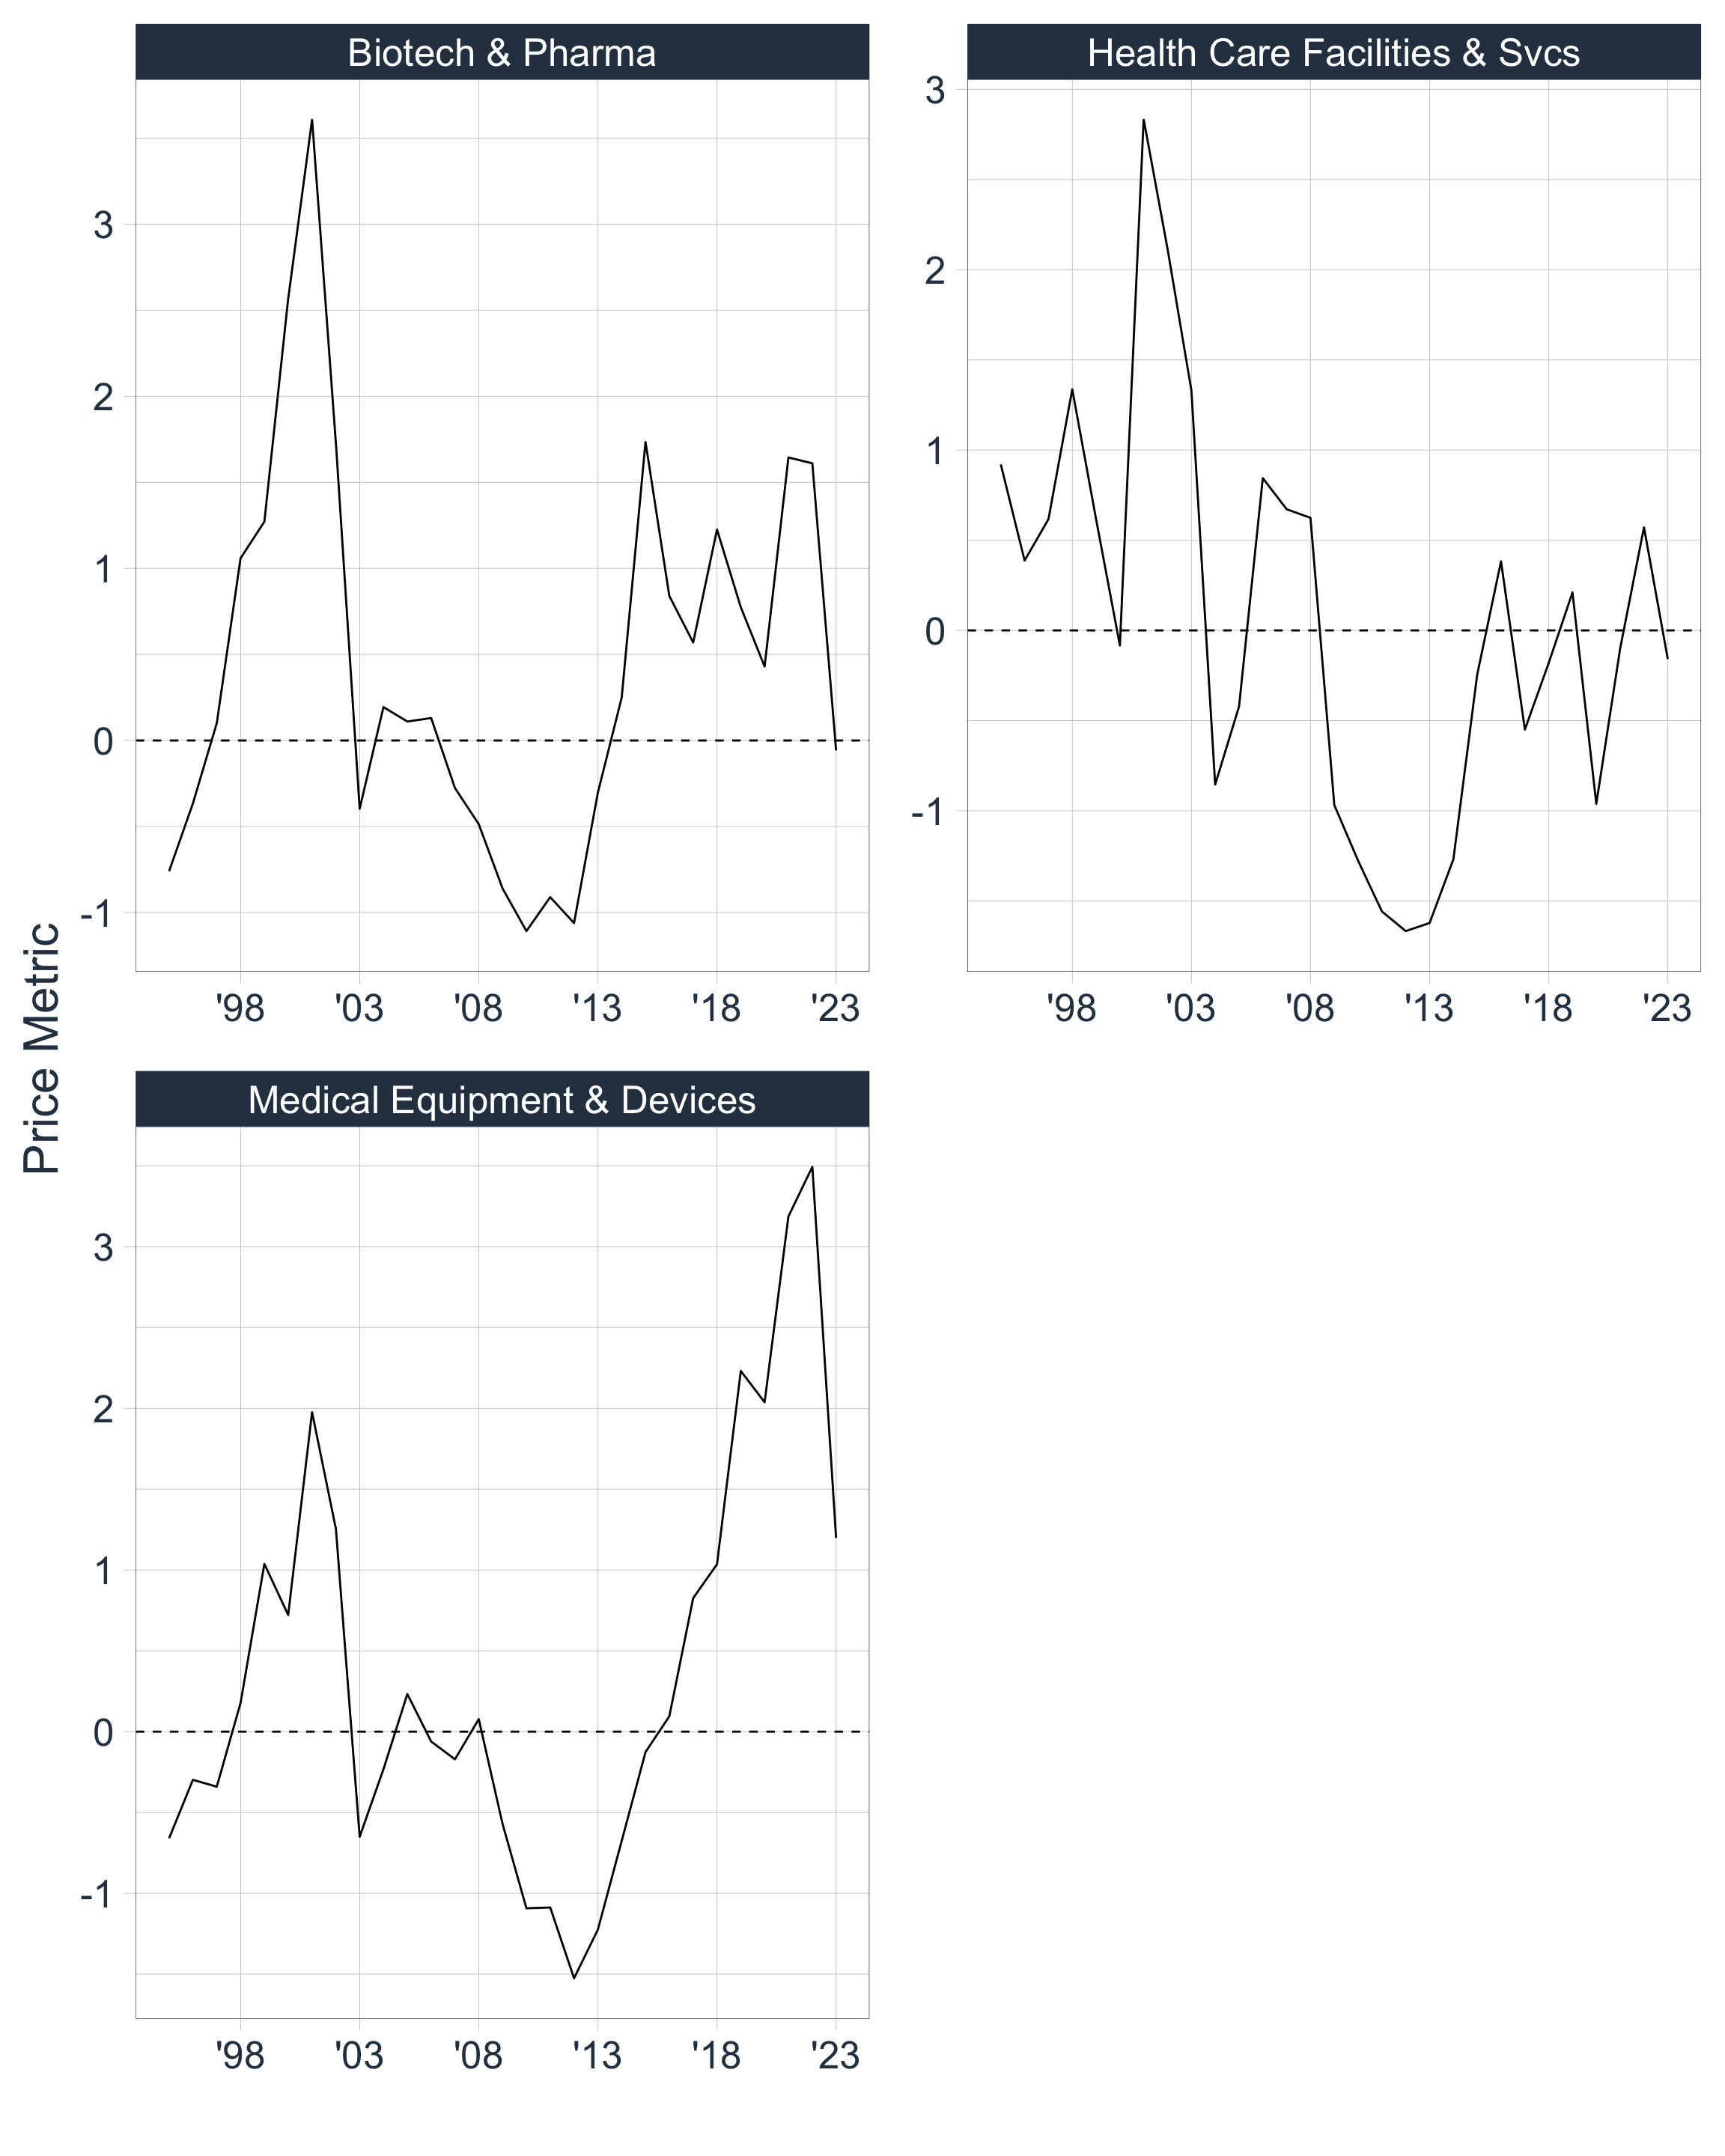 Price Metric
Biotech & Pharma
3
2
1
0
-1
'98 '03 '08 '13 '18 '23
Health Care Facilities & Svcs
3
2
1
0
-1
'98 '03 '08 '13 '18 '23
Medical Equipment & Devices
3
2
1
0
-1
'98 '03 '08 '13 '18 '23